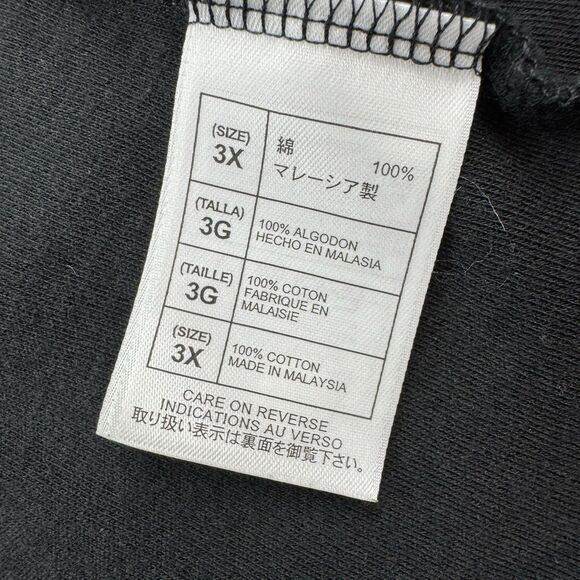 (SIZE)
3X
綿 100%
マレーシア製
(TALLA)
3G
100% ALGODON
HECHO EN MALASIA
(TAILLE)
3G
100% COTON
FABRIQUE EN
MALAISIE
(SIZE)
3X
100% COTTON
MADE IN MALAYSIA
CARE ON REVERSE
INDICATIONS AU VERSO
取り扱い表示は裏面を御覧下さい。